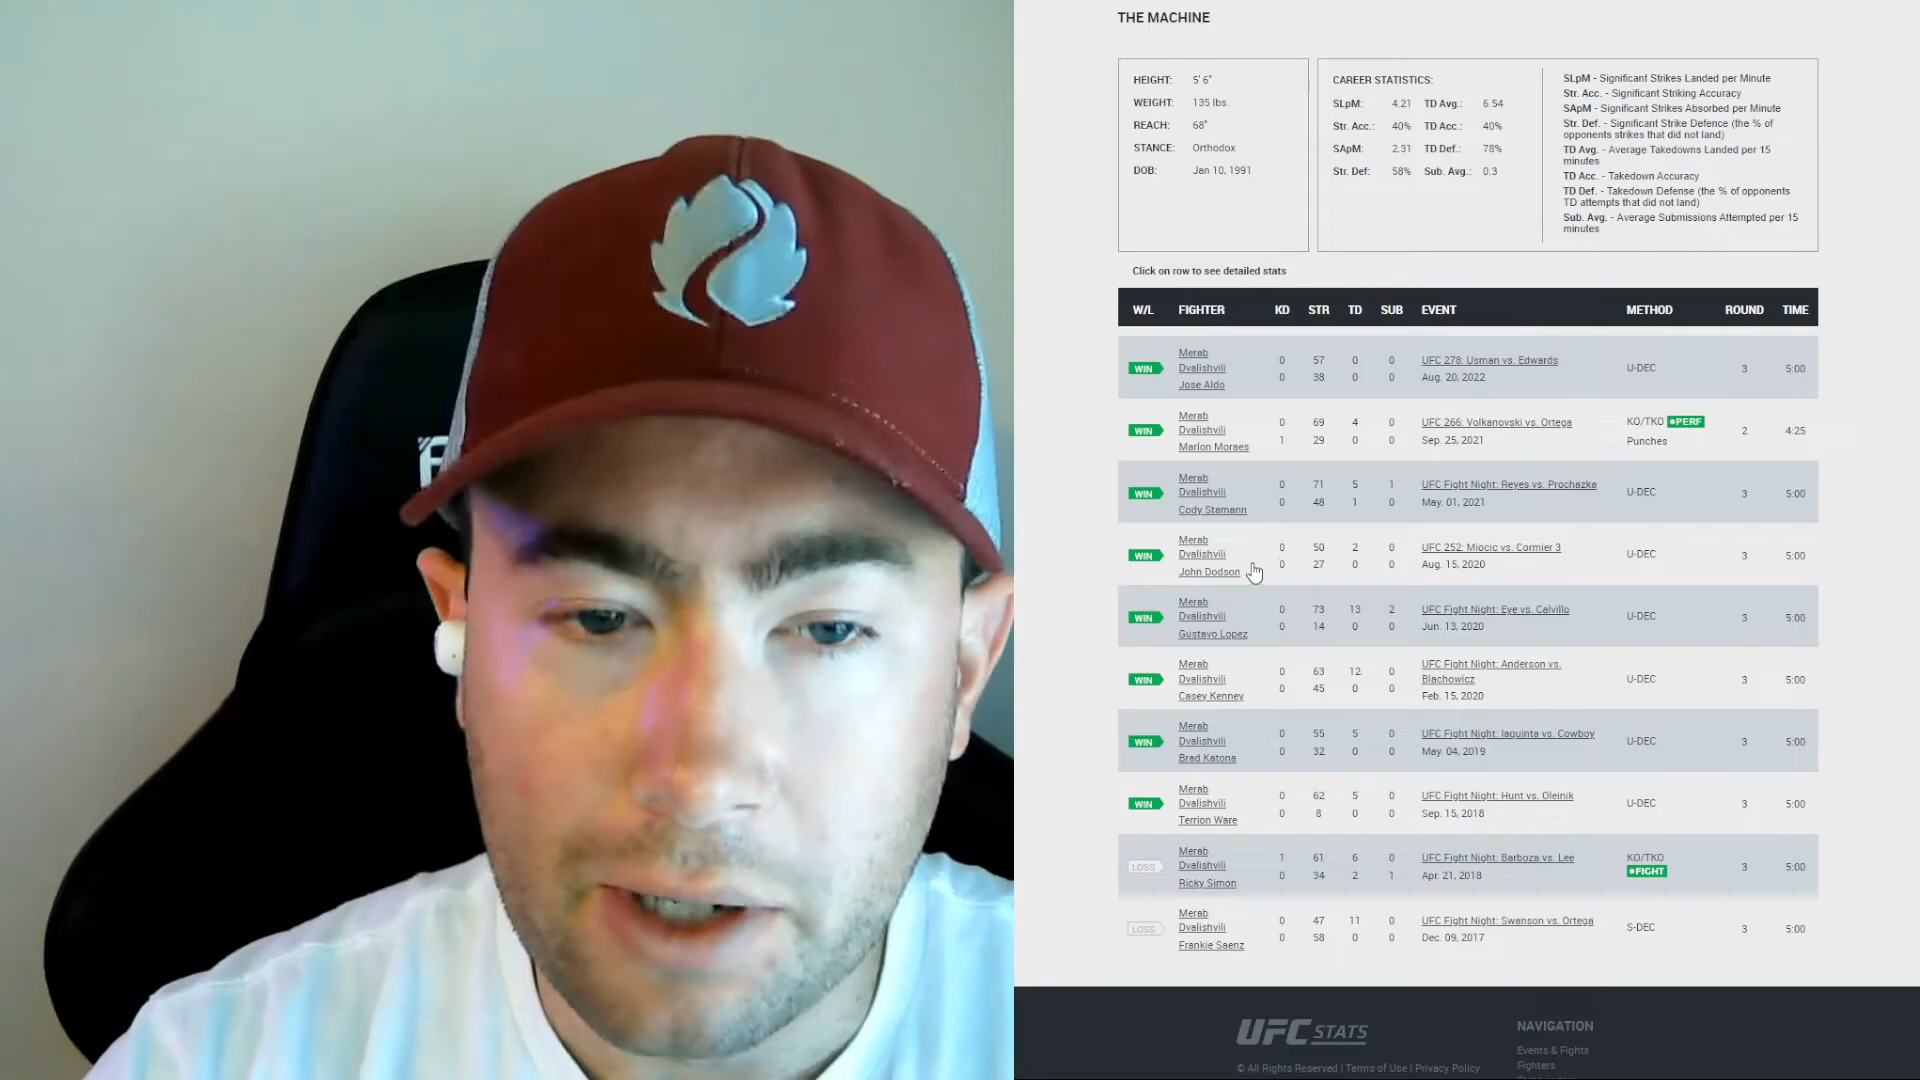 THE MACHINE
HEIGHT: 5' 6"
WEIGHT: 135 lbs.
REACH: 68"
STANCE: Orthodox
DOB: Jan 10, 1991
CAREER STATISTICS:
SLpM: 4.21 TD Avg.: 6.54
Str. Acc.: 40% TD Acc.: 40%
SApM: 2.31 TD Def.: 78%
Str. Def: 58% Sub. Avg.: 0.3
SLpM - Significant Strikes Landed per Minute
Str. Acc. - Significant Striking Accuracy
SApM - Significant Strikes Absorbed per Minute
Str. Def. - Significant Strike Defence (the % of
opponents strikes that did not land)
TD Avg. - Average Takedowns Landed per 15
minutes
TD Acc. - Takedown Accuracy
TD Def. - Takedown Defense (the % of opponents
TD attempts that did not land)
Sub. Avg. - Average Submissions Attempted per 15
minutes
Click on row to see detailed stats
W/L FIGHTER KD STR TD SUB EVENT METHOD ROUND TIME
WIN Merab
Dvalishvili 0 57 0 0 UFC 278: Usman vs. Edwards U-DEC 3 5:00
Jose Aldo 0 38 0 0 Aug. 20, 2022
WIN Merab
Dvalishvili 0 69 4 0 UFC 266: Volkanovski vs. Ortega KO/TKO PERF 2 4:25
Marlon Moraes 1 29 0 0 Sep. 25, 2021 Punches
WIN Merab
Dvalishvili 0 71 5 1 UFC Fight Night: Reyes vs. Prochazka U-DEC 3 5:00
Cody Stamann 0 48 1 0 May. 01, 2021
WIN Merab
Dvalishvili 0 50 2 0 UFC 252: Miocic vs. Cormier 3 U-DEC 3 5:00
John Dodson 0 27 0 0 Aug. 15, 2020
WIN Merab
Dvalishvili 0 73 13 2 UFC Fight Night: Eye vs. Calvillo U-DEC 3 5:00
Gustavo Lopez 0 14 0 0 Jun. 13, 2020
WIN Merab
Dvalishvili 0 63 12 0 UFC Fight Night: Anderson vs.
Blachowicz U-DEC 3 5:00
Casey Kenney 0 45 0 0 Feb. 15, 2020
WIN Merab
Dvalishvili 0 55 5 0 UFC Fight Night: Iaquinta vs. Cowboy U-DEC 3 5:00
Brad Katona 0 32 0 0 May. 04, 2019
WIN Merab
Dvalishvili 0 62 5 0 UFC Fight Night: Hunt vs. Oleinik U-DEC 3 5:00
Terrion Ware 0 8 0 0 Sep. 15, 2018
LOSS Merab
Dvalishvili 1 61 6 0 UFC Fight Night: Barboza vs. Lee KO/TKO 3 5:00
Ricky Simon 0 34 2 1 Apr. 21, 2018 FIGHT
LOSS Merab
Dvalishvili 0 47 11 0 UFC Fight Night: Swanson vs. Ortega S-DEC 3 5:00
Frankie Saenz 0 58 0 0 Dec. 09, 2017
UFC STATS
© All Rights Reserved | Terms of Use | Privacy Policy
NAVIGATION
Events & Fights
Fighters